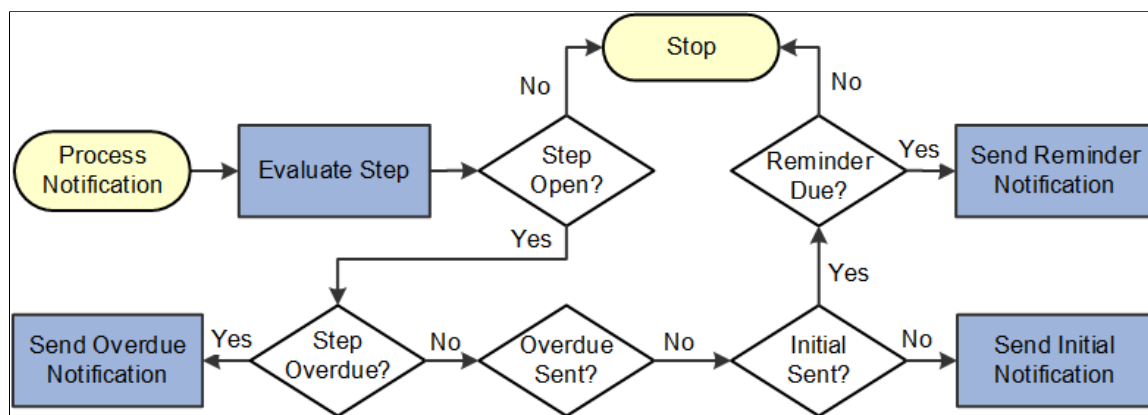 Stop
No
No
Process
Notification
Evaluate Step
Step
Open?
Reminder
Due?
Yes
Send Reminder
Notification
Yes
Yes
Send Overdue
Notification
Yes
Step
Overdue?
No
Overdue
Sent?
No
Initial
Sent?
No
Send Initial
Notification